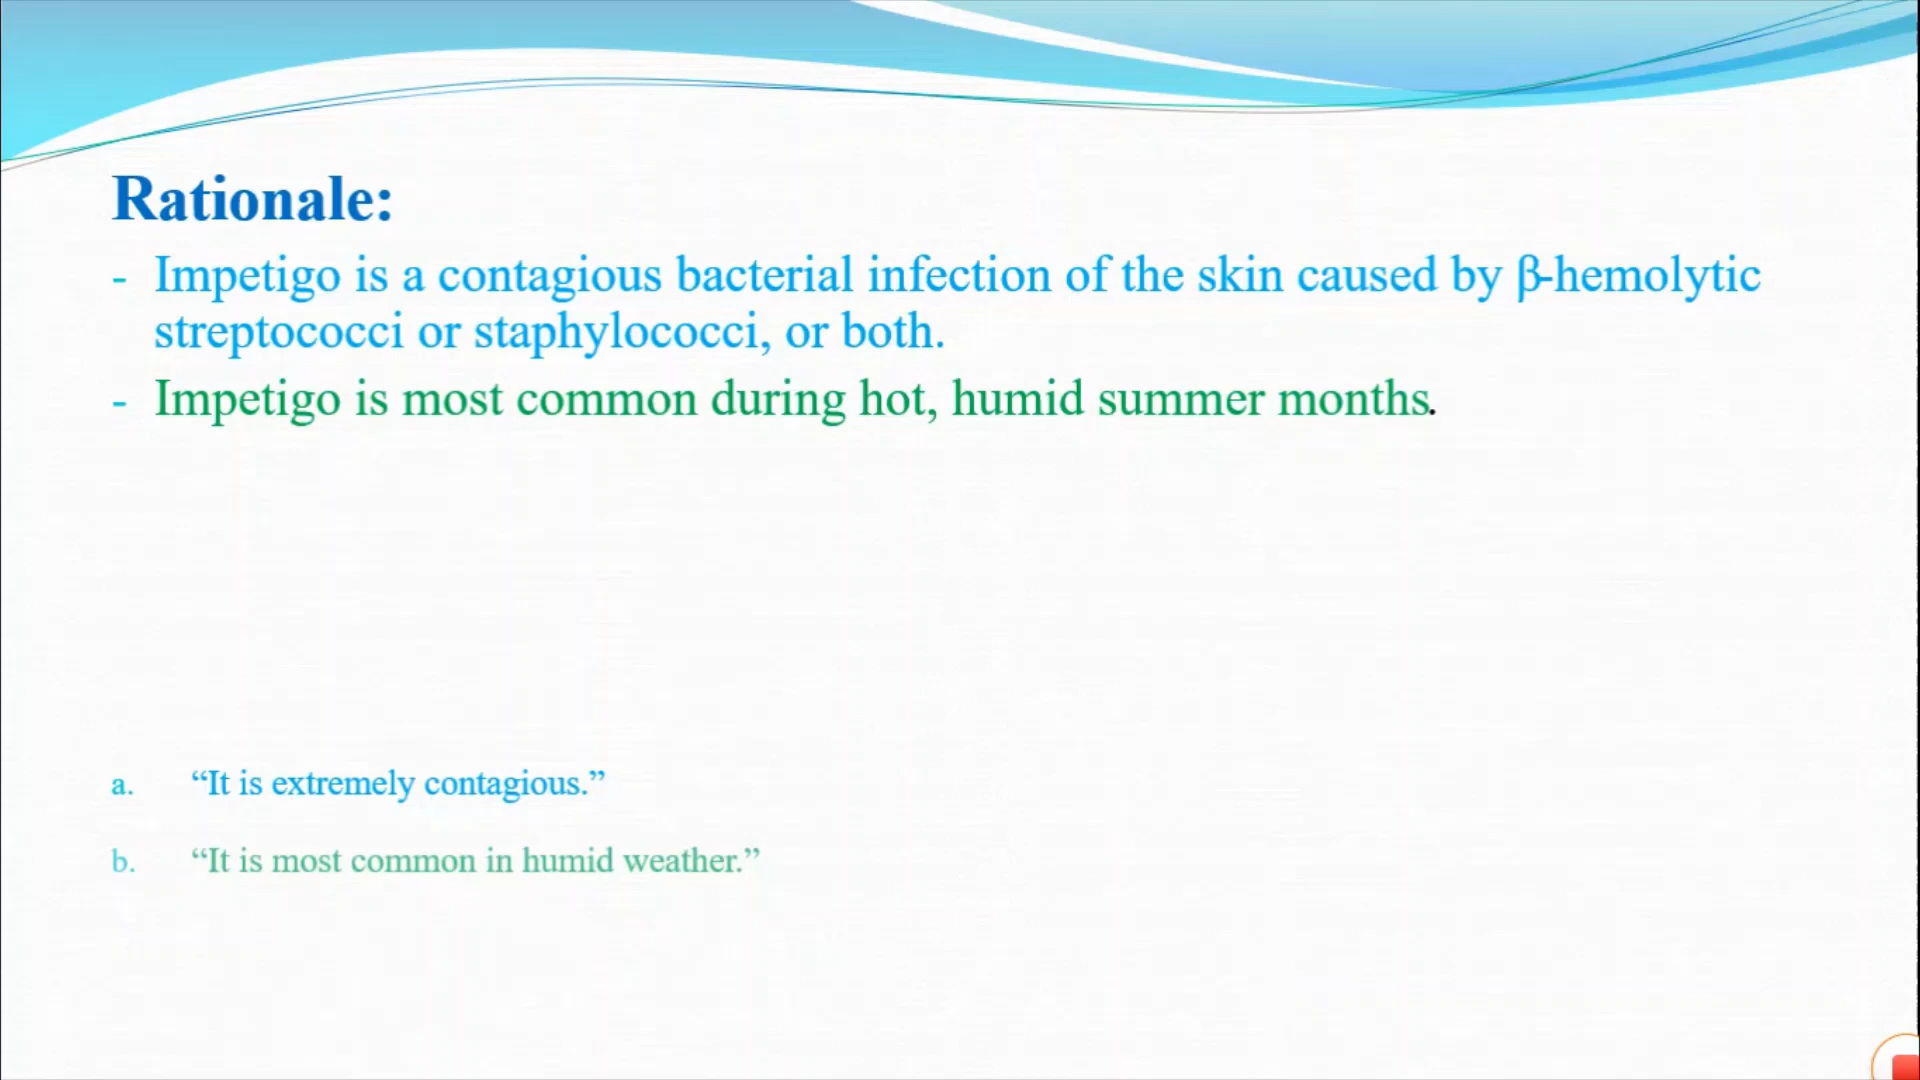 Rationale:
- Impetigo is a contagious bacterial infection of the skin caused by β-hemolytic
streptococci or staphylococci, or both.
- Impetigo is most common during hot, humid summer months.
a. “It is extremely contagious.”
b. “It is most common in humid weather.”